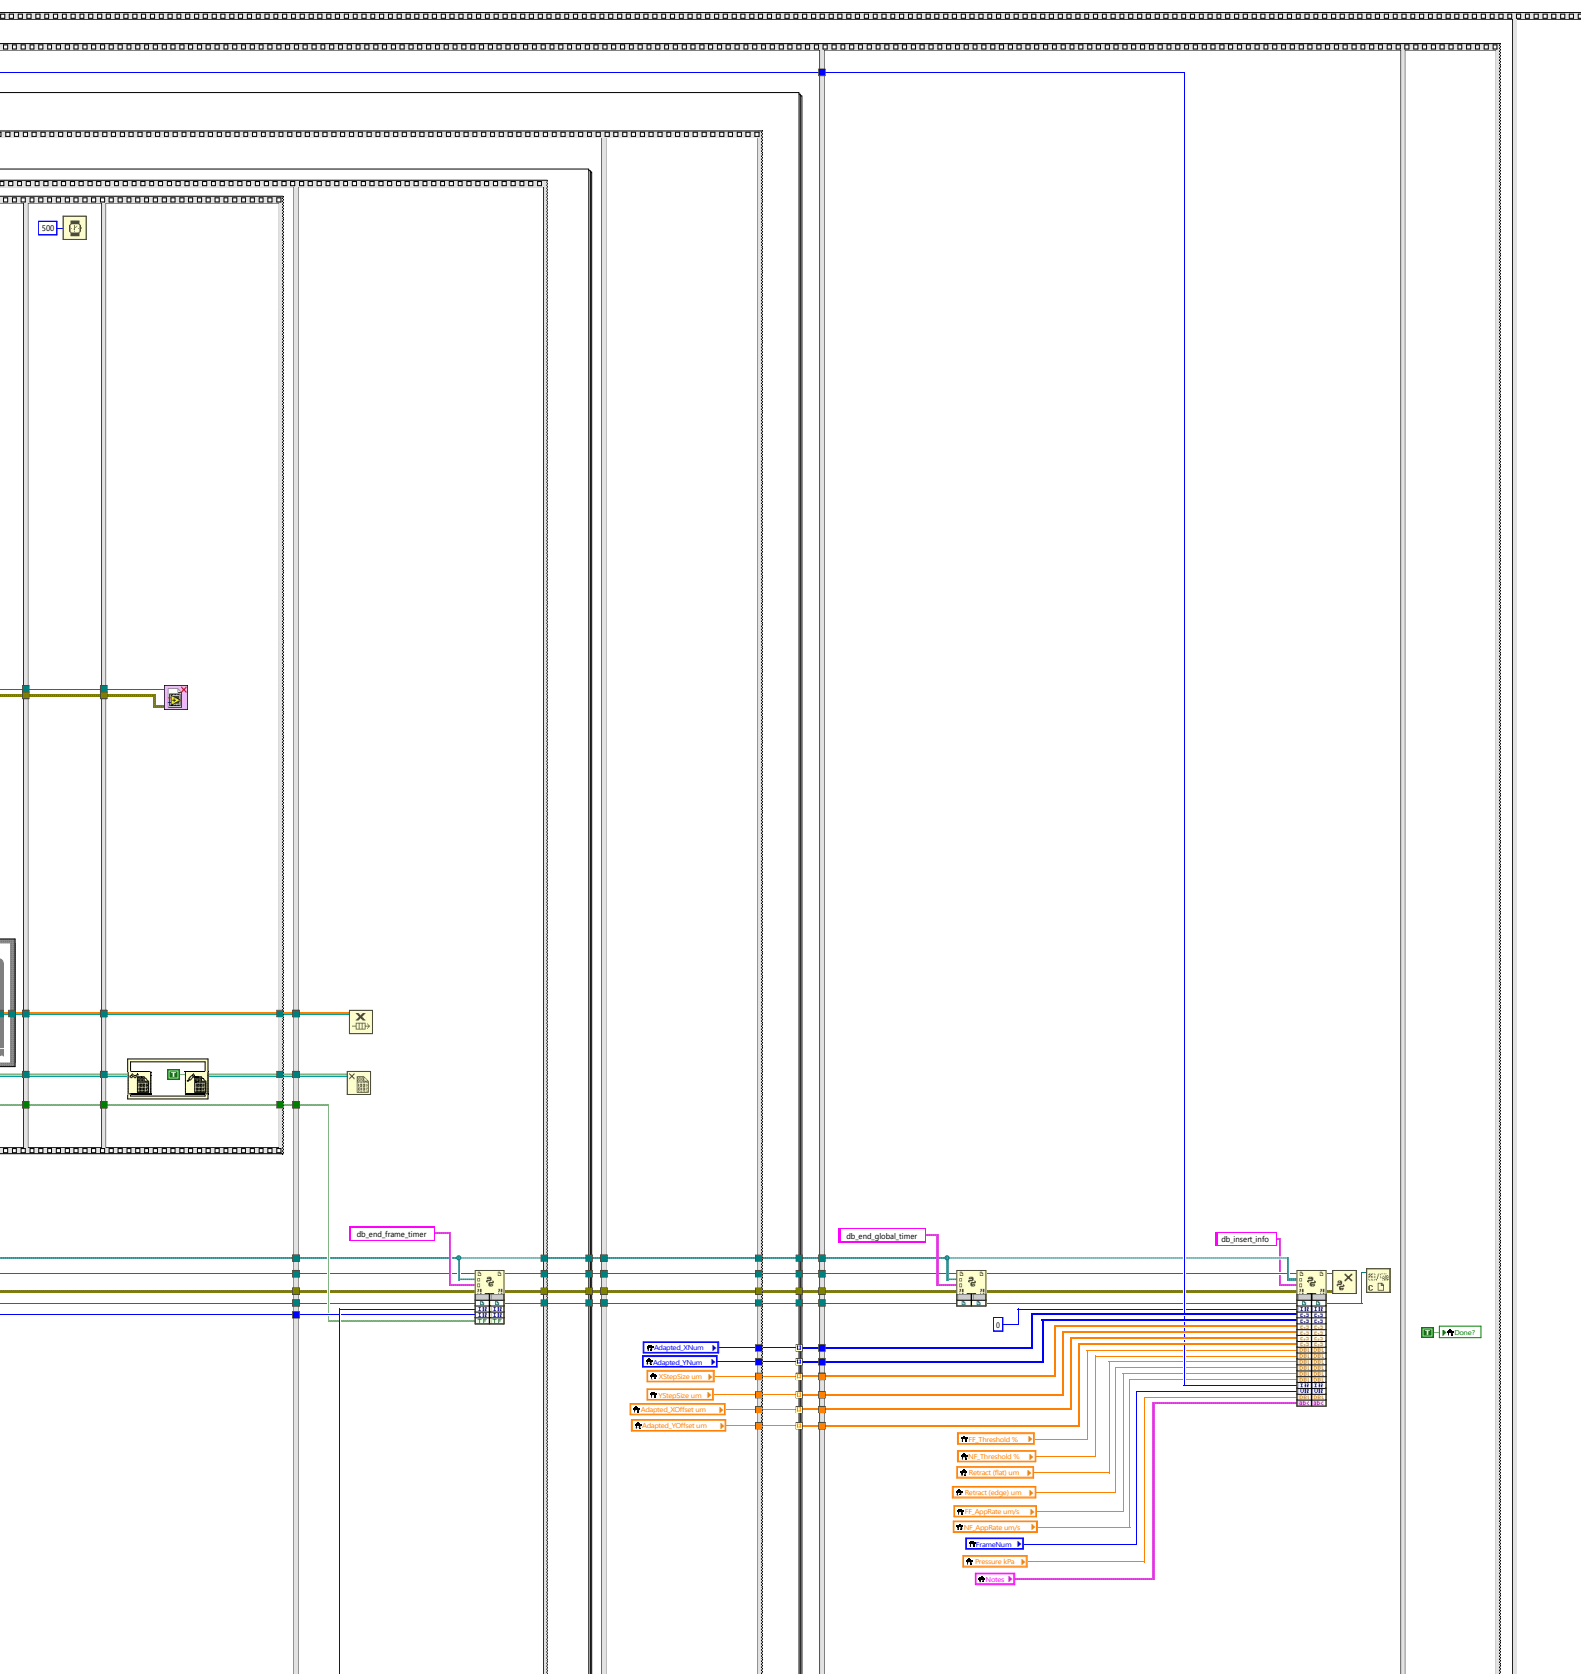 500
T
db_end_frame_timer
db_end_global_timer
db_insert_info
0
T
Done?
Adapted_XNum
Adapted_YNum
XStepSize um
YStepSize um
Adapted_XOffset um
Adapted_YOffset um
FF_Threshold %
NF_Threshold %
Retract (flat) um
Retract (edge) um
FF_AppRate um/s
NF_AppRate um/s
FrameNum
Pressure kPa
Notes